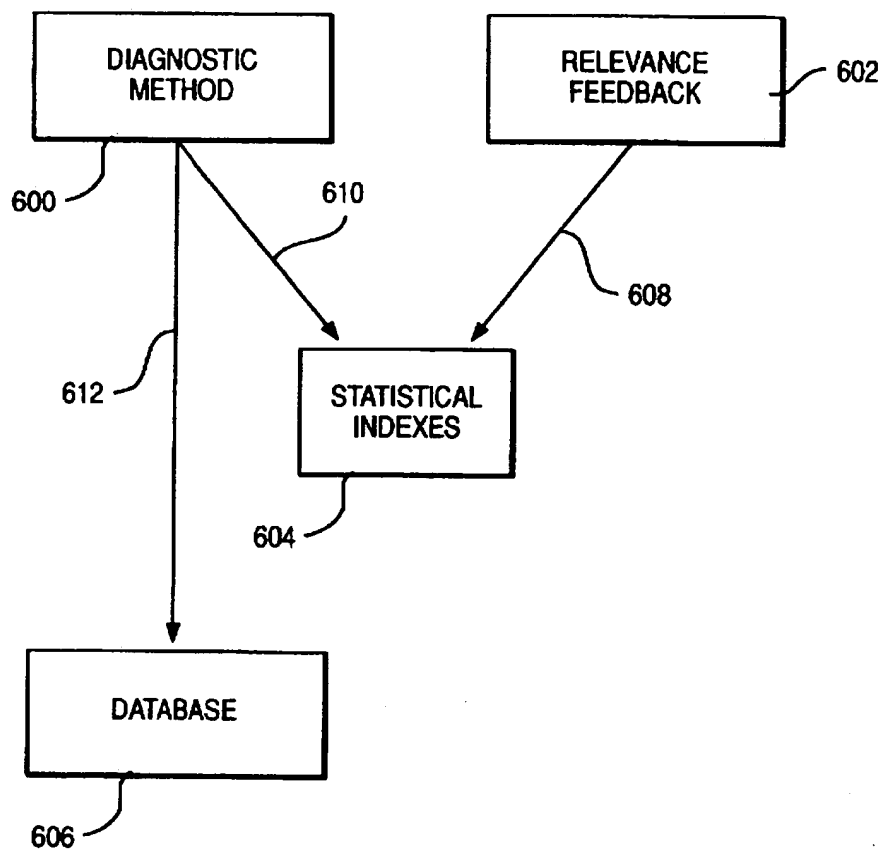 DIAGNOSTIC
METHOD
RELEVANCE
FEEDBACK
602
600
610
608
612
STATISTICAL
INDEXES
604
DATABASE
606